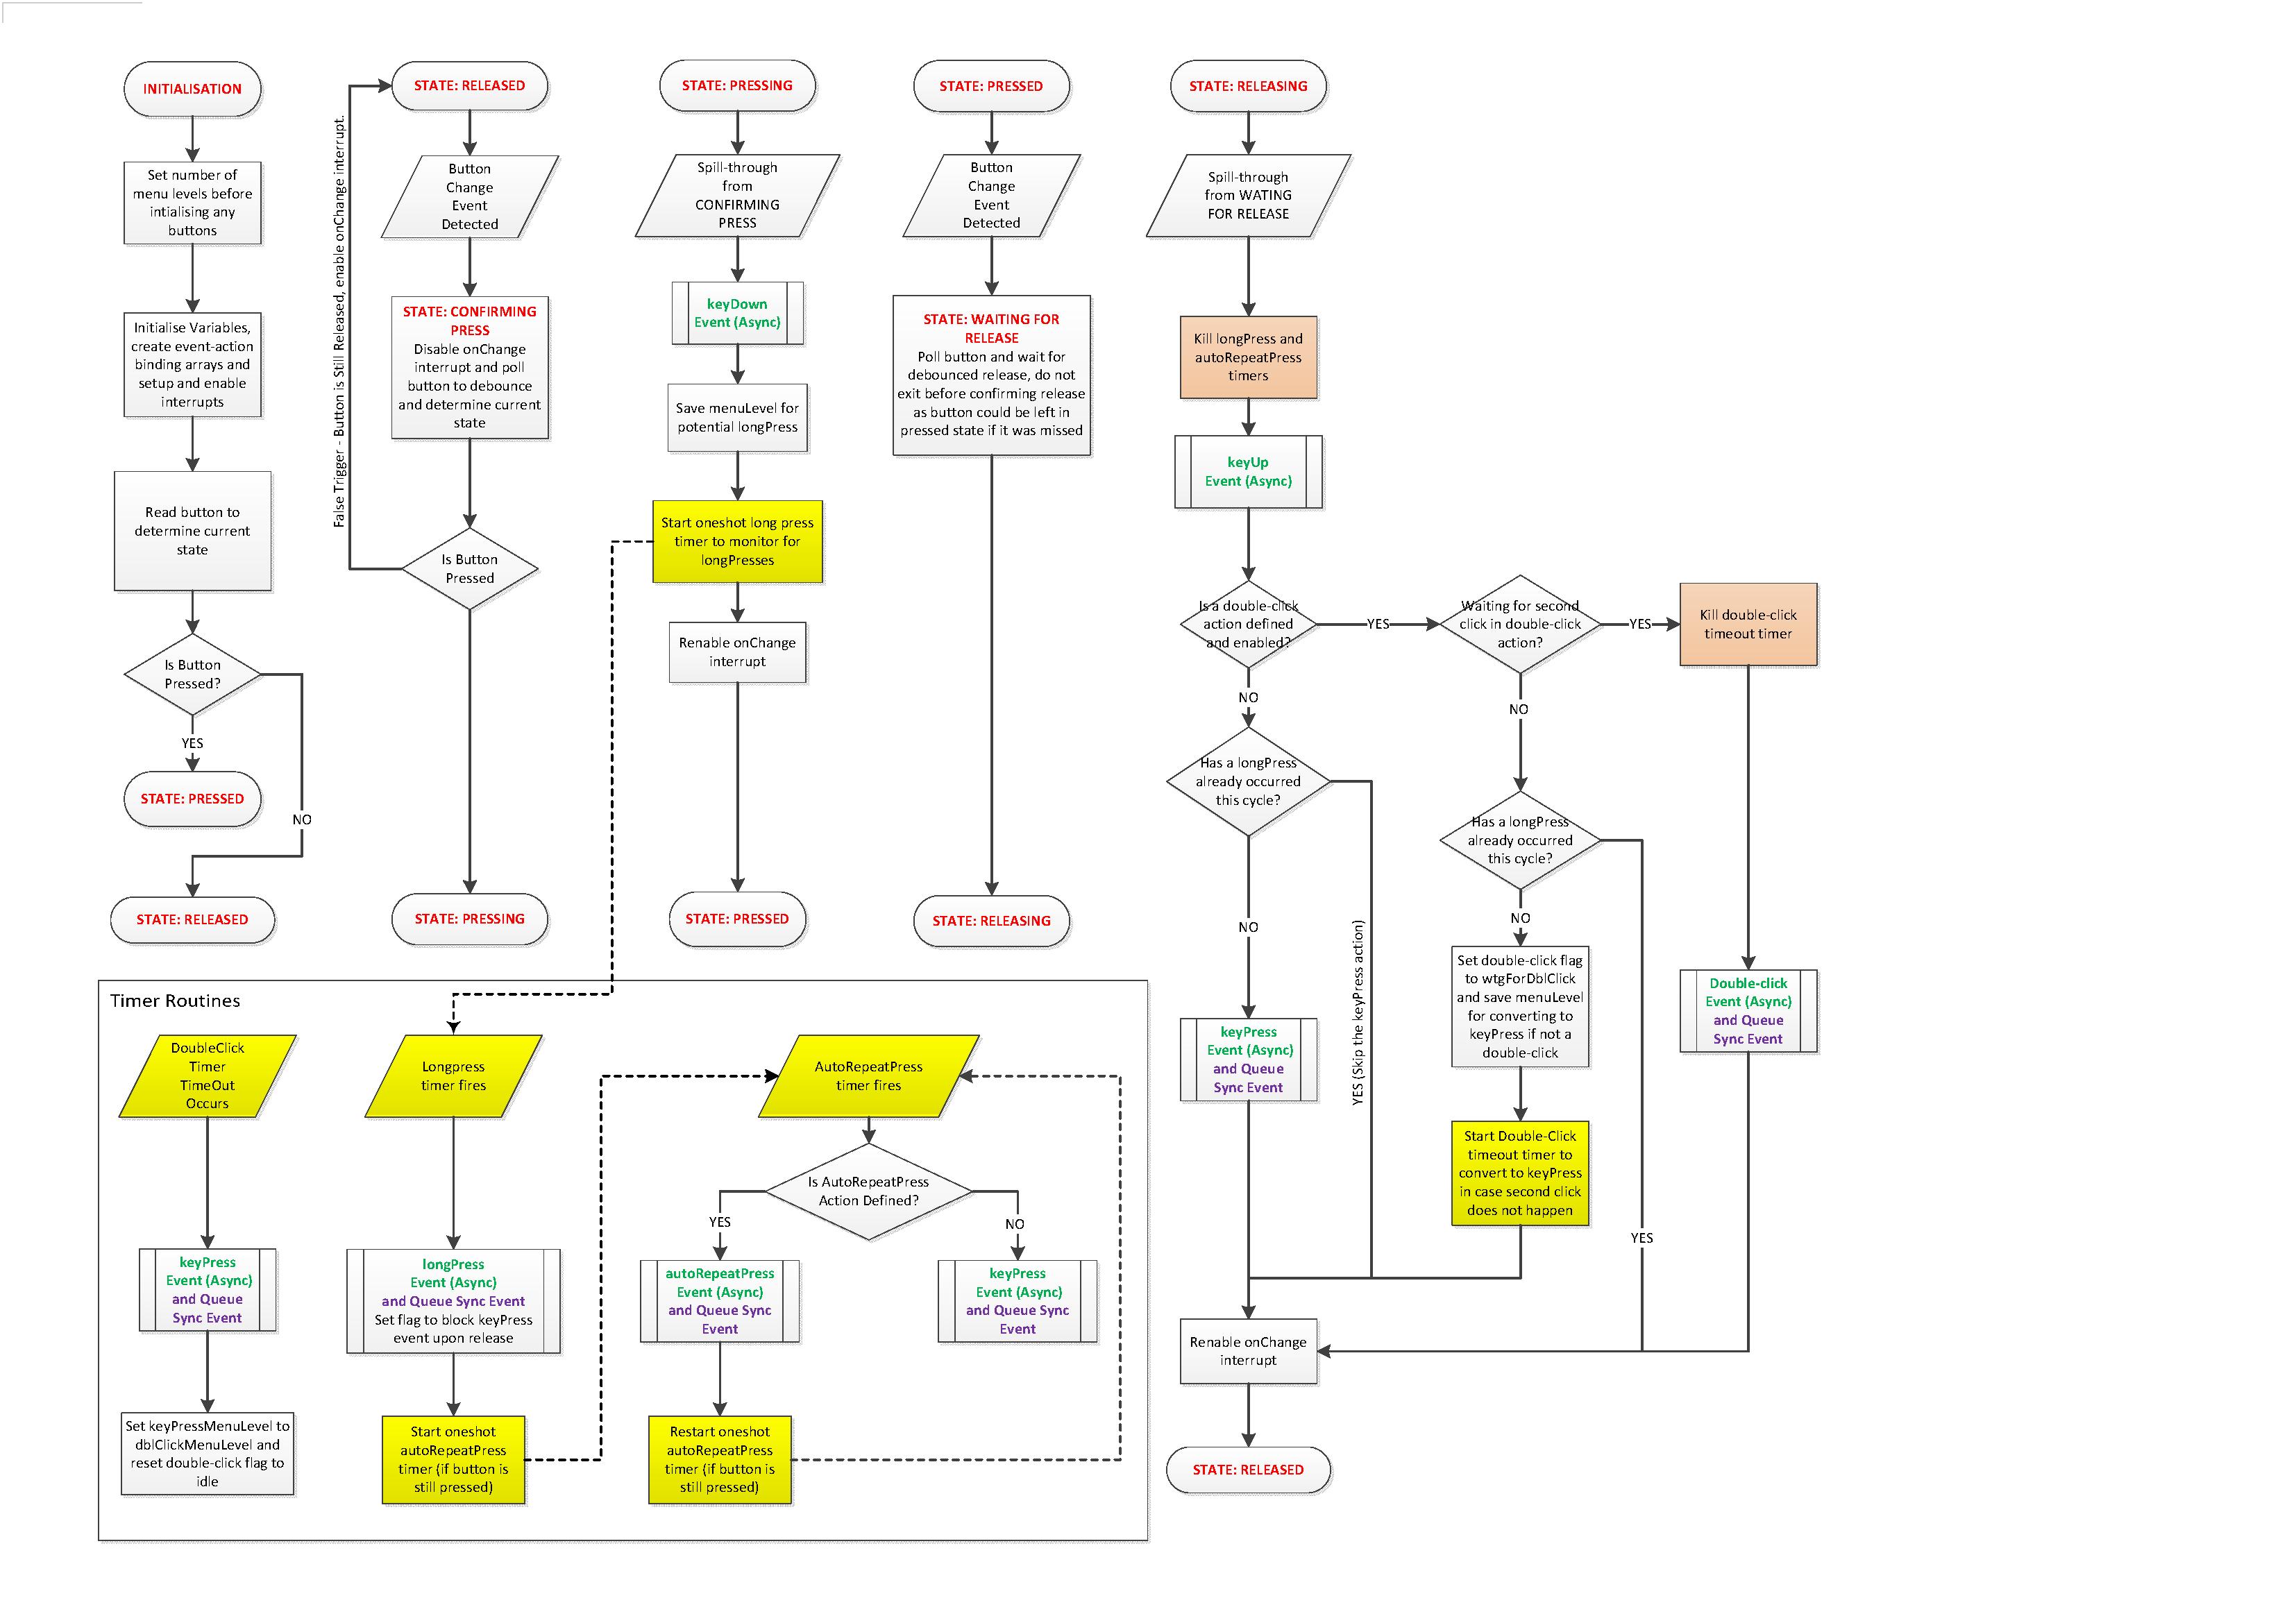 INITIALISATION
Set number of
menu levels before
intialising any
buttons
Initialise Variables,
create event-action
binding arrays and
setup and enable
interrupts
Read button to
determine current
state
Is Button
Pressed?
YES
STATE: PRESSED
NO
STATE: RELEASED
False Trigger - Button is Still Released, enable onChange interrupt.
STATE: RELEASED
Button
Change
Event
Detected
STATE: CONFIRMING
PRESS
Disable onChange
interrupt and poll
button to debounce
and determine current
state
Is Button
Pressed
STATE: PRESSING
STATE: PRESSING
Spill-through
from
CONFIRMING
PRESS
keyDown
Event (Async)
Save menuLevel for
potential longPress
Start oneshot long press
timer to monitor for
longPresses
Renable onChange
interrupt
STATE: PRESSED
STATE: PRESSED
Button
Change
Event
Detected
STATE: WAITING FOR
RELEASE
Poll button and wait for
debounced release, do not
exit before confirming release
as button could be left in
pressed state if it was missed
STATE: RELEASING
STATE: RELEASING
Spill-through
from WATING
FOR RELEASE
Kill longPress and
autoRepeatPress
timers
keyUp
Event (Async)
Is a double-click
action defined
and enabled?
YES
Waiting for second
click in double-click
action?
YES
Kill double-click
timeout timer
NO
NO
Has a longPress
already occurred
this cycle?
Has a longPress
already occurred
this cycle?
NO
YES (Skip the keyPress action)
NO
Set double-click flag
to wtgForDblClick
and save menuLevel
for converting to
keyPress if not a
double-click
Double-click
Event (Async)
and Queue
Sync Event
keyPress
Event (Async)
and Queue
Sync Event
Start Double-Click
timeout timer to
convert to keyPress
in case second click
does not happen
YES
Renable onChange
interrupt
STATE: RELEASED
Timer Routines
DoubleClick
Timer
TimeOut
Occurs
keyPress
Event (Async)
and Queue
Sync Event
Set keyPressMenuLevel to
dblClickMenuLevel and
reset double-click flag to
idle
Longpress
timer fires
longPress
Event (Async)
and Queue Sync Event
Set flag to block keyPress
event upon release
Start oneshot
autoRepeatPress
timer (if button is
still pressed)
AutoRepeatPress
timer fires
Is AutoRepeatPress
Action Defined?
YES
NO
autoRepeatPress
Event (Async)
and Queue Sync
Event
keyPress
Event (Async)
and Queue Sync
Event
Restart oneshot
autoRepeatPress
timer (if button is
still pressed)